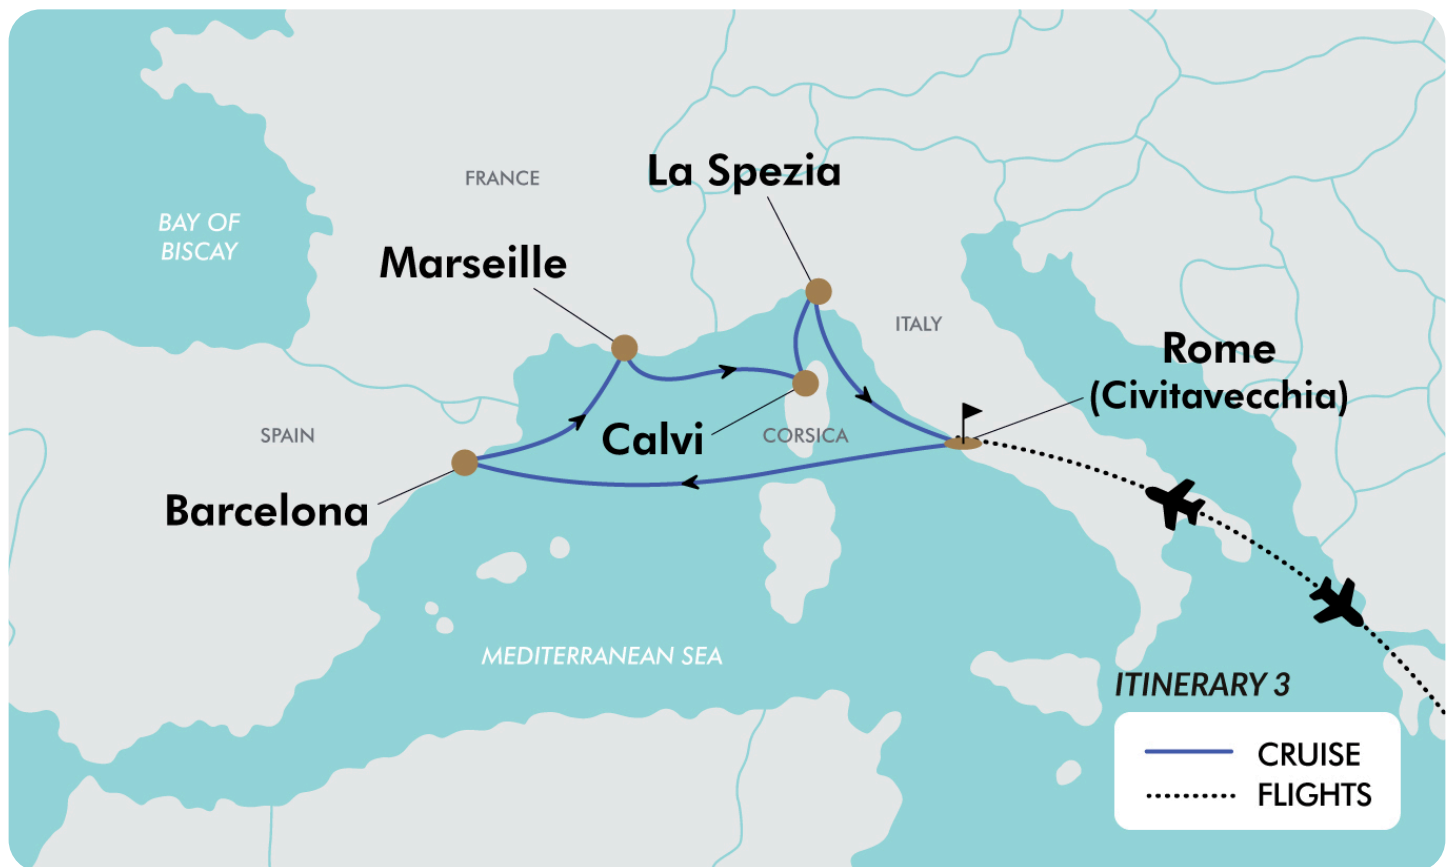 La Spezia
FRANCE
BAY OF
BISCAY
Marseille
ITALY
Rome
(Civitavecchia)
SPAIN
Calvi
CORSICA
Barcelona
MEDITERRANEAN SEA
ITINERARY 3
CRUISE
FLIGHTS